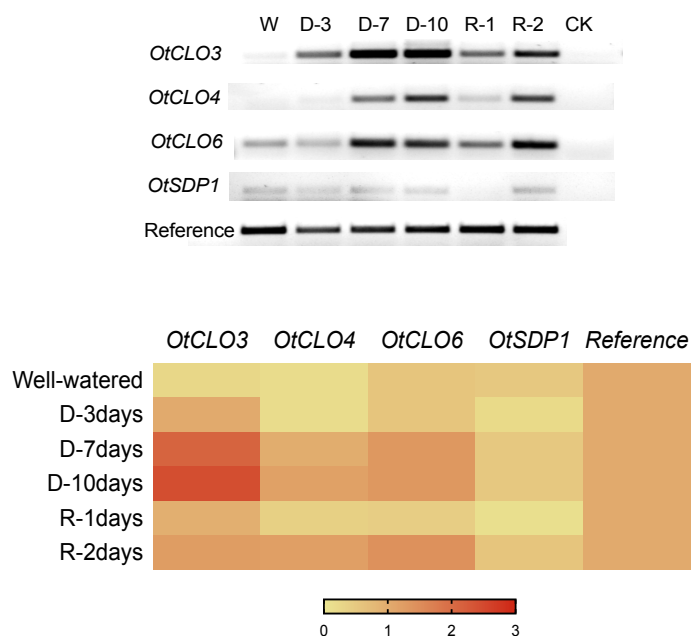 W D-3 D-7 D-10 R-1 R-2 CK
OtCLO3
OtCLO4
OtCLO6
OtSDP1
Reference
OtCLO3 OtCLO4 OtCLO6 OtSDP1 Reference
Well-watered
D-3days
D-7days
D-10days
R-1days
R-2days
0 1 2 3